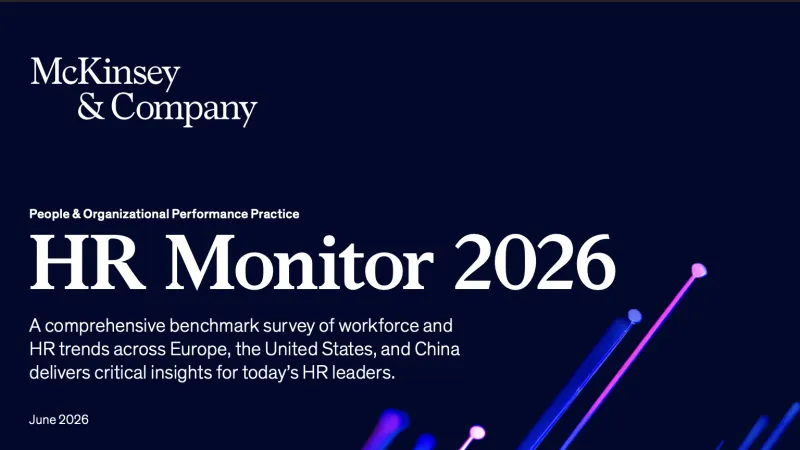 McKinsey
& Company
People & Organizational Performance Practice
HR Monitor 2026
A comprehensive benchmark survey of workforce and
HR trends across Europe, the United States, and China
delivers critical insights for today’s HR leaders.
June 2026